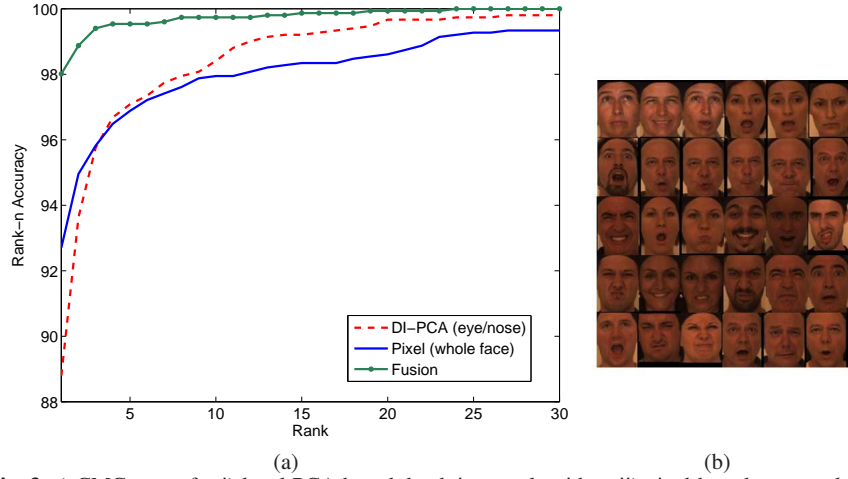 100
98
96
94
92
90
88
Rank−n Accuracy
DI−PCA (eye/nose)
Pixel (whole face)
Fusion
5 10 15 20 25 30
Rank
(a) (b)